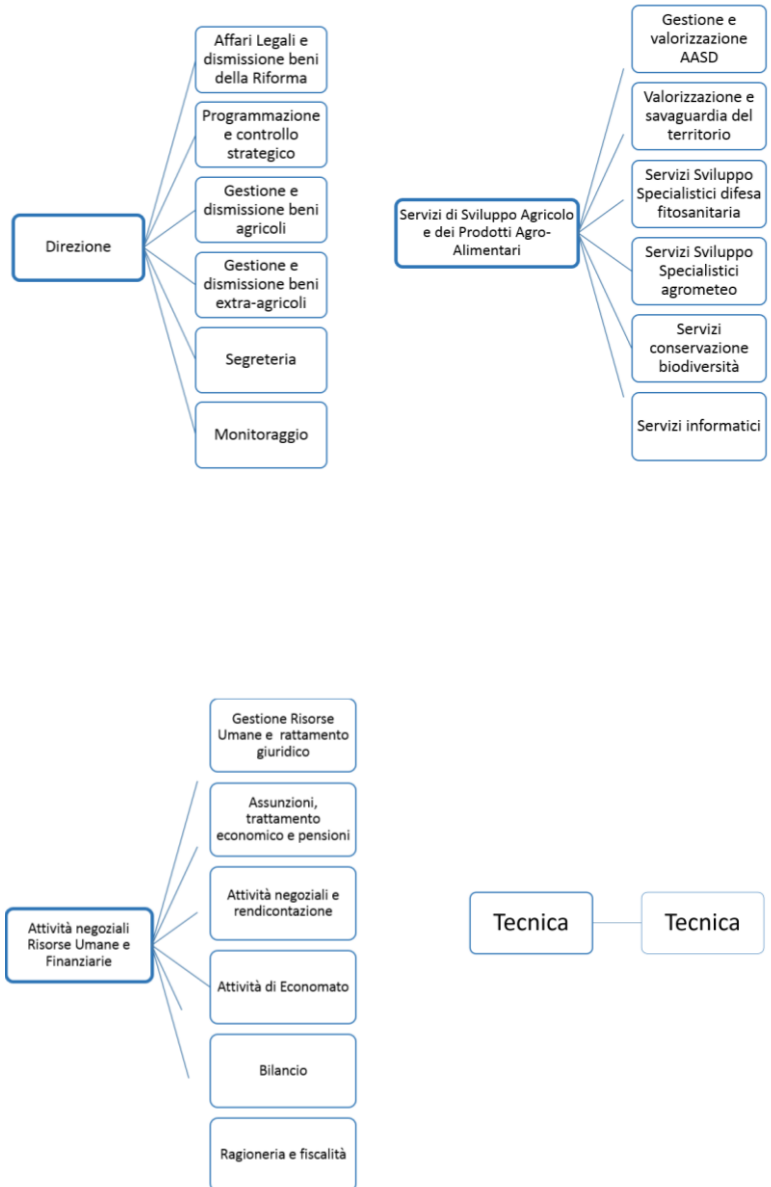 Affari Legali e
dismissione beni
della Riforma
Programmazione
e controllo
strategico
Gestione e
dismissione beni
agricoli
Direzione
Gestione e
dismissione beni
extra-agricoli
Segreteria
Monitoraggio
Gestione e
valorizzazione
AASD
Valorizzazione e
savaguardia del
territorio
Servizi Sviluppo
Specialistici difesa
fitosanitaria
Servizi di Sviluppo Agricolo
e dei Prodotti Agro-
Alimentari
Servizi Sviluppo
Specialistici
agrometeo
Servizi
conservazione
biodiversità
Servizi informatici
Gestione Risorse
Umane e rattamento
giuridico
Assunzioni,
trattamento
economico e pensioni
Attività negoziali e
rendicontazione
Attività negoziali
Risorse Umane e
Finanziarie
Attività di Economato
Bilancio
Ragioneria e fiscalità
Tecnica
Tecnica